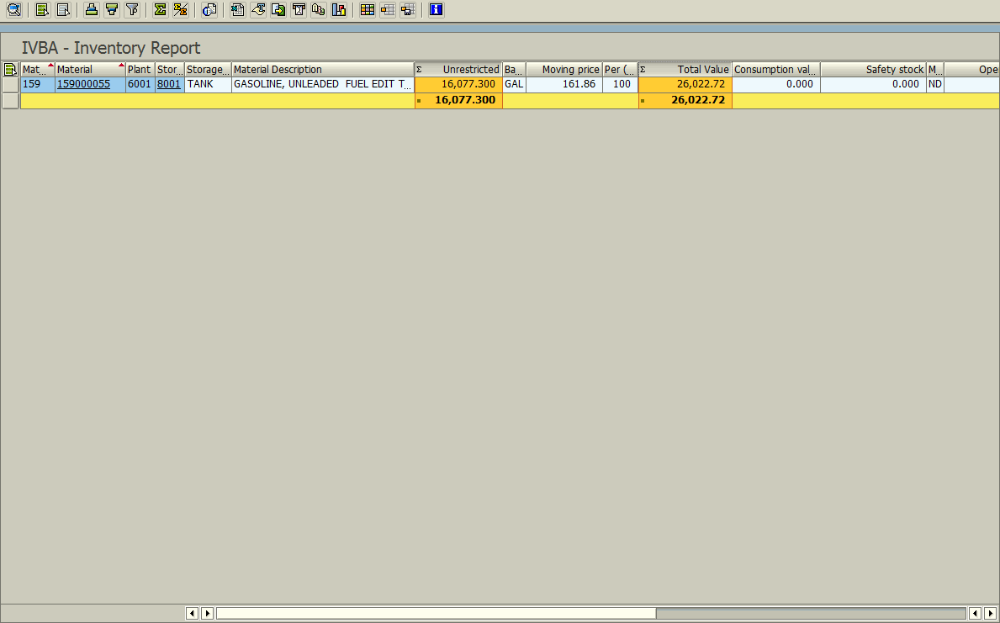 IVBA - Inventory Report
Mat... Material Plant Stor... Storage... Material Description Σ Unrestricted Ba... Moving price Per (... Σ Total Value Consumption val... Safety stock M... Ope
159 159000055 6001 8001 TANK GASOLINE, UNLEADED FUEL EDIT T... 16,077.300 GAL 161.86 100 26,022.72 0.000 0.000 ND
16,077.300 26,022.72